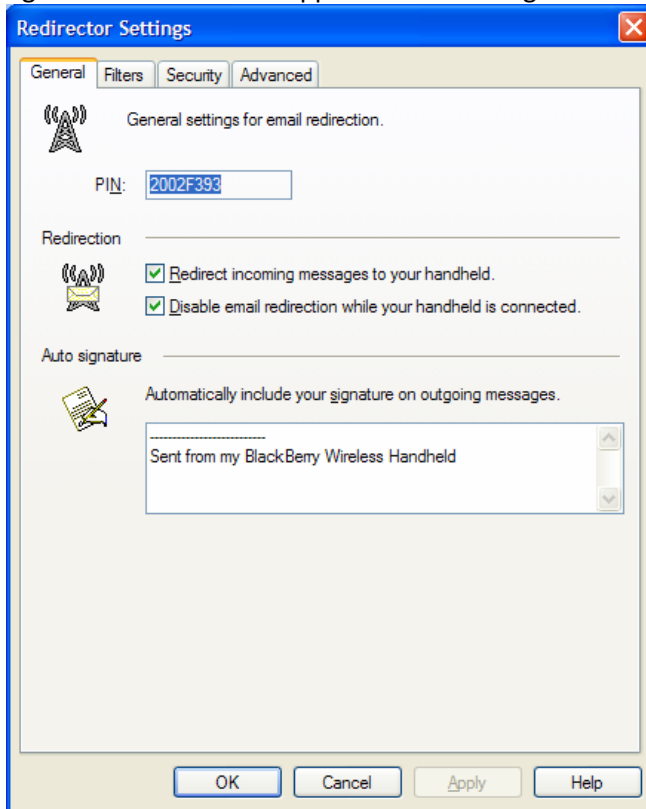 Redirector Settings
General Filters Security Advanced
General settings for email redirection.
PIN: 2002F393
Redirection
Redirect incoming messages to your handheld.
Disable email redirection while your handheld is connected.
Auto signature
Automatically include your signature on outgoing messages.
--------------------------
Sent from my BlackBerry Wireless Handheld
OK Cancel Apply Help